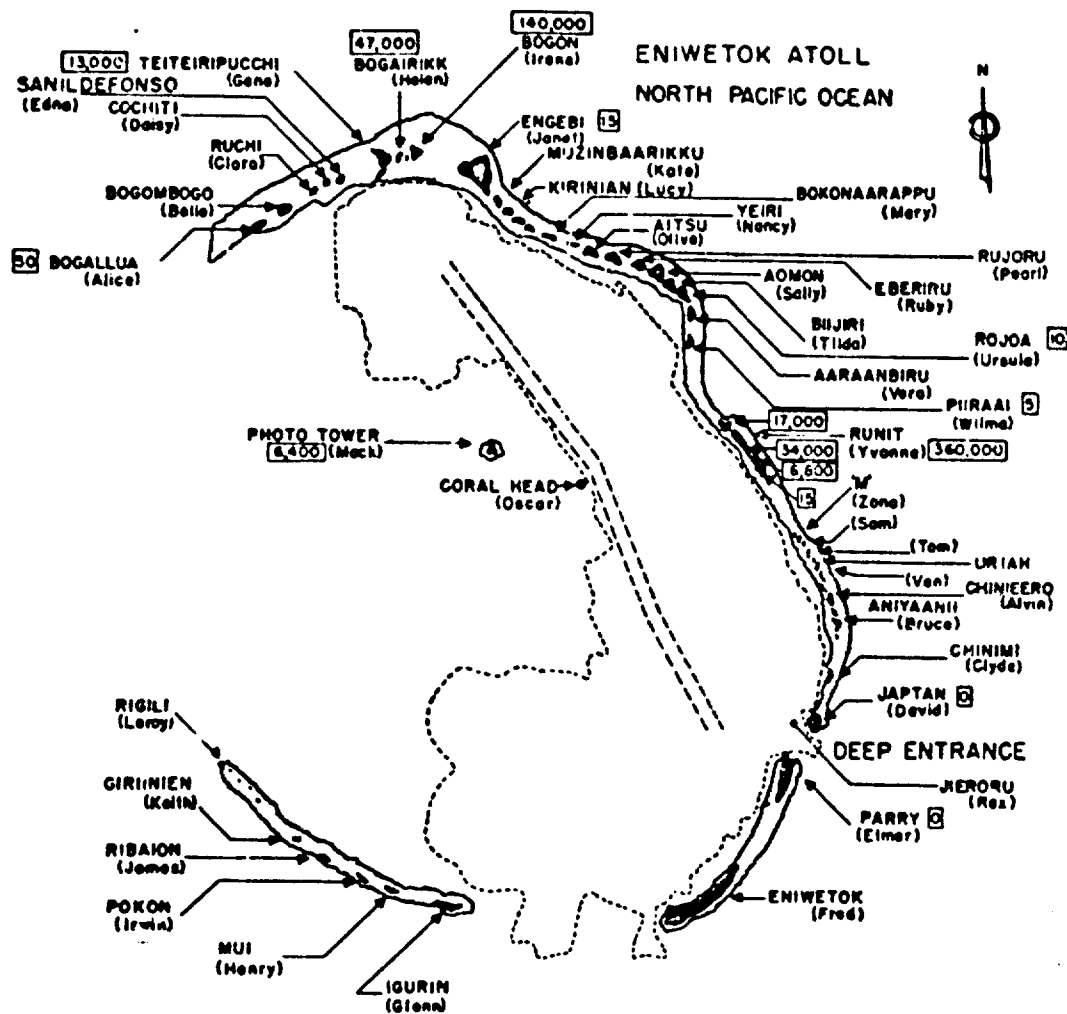 ENIWETOK ATOLL
NORTH PACIFIC OCEAN
N
140,000
BOGON
(Irene)
47,000
BOGAIRIKK
(Helen)
13,000 TEITEIRIPUCCHI
(Gene)
SANILDEFONSO
(Edna)
COCHITI
(Daisy)
RUCHI
(Clara)
BOGOMBOGO
(Belle)
50 BOGALLUA
(Alice)
ENGEBI 15
(Janet)
MUZINBAARIKKU
(Kate)
KIRINIAN (Lucy)
BOKONAARAPPU
(Mary)
YEIRI
(Nancy)
AITSU
(Olive)
RUJORU
(Pearl)
EBERIRU
(Ruby)
AOMON
(Sally)
BIIJIRI
(Tilda)
ROJOA 10
(Ursula)
AARAANBIRU
(Vera)
PIIRAAI 5
(Wilma)
17,000
RUNIT
34,000
(Yvonne) 360,000
6,600
15
PHOTO TOWER
6,400 (Mack)
CORAL HEAD
(Oscar)
"M"
(Zona)
(Sam)
(Tom)
URIAH
(Van)
CHINIEERO
(Alvin)
ANIYAANII
(Bruce)
CHINIMI
(Clyde)
JAPTAN 0
(David)
DEEP ENTRANCE
JIERORU
(Rex)
PARRY 0
(Elmer)
ENIWETOK
(Fred)
RIGILI
(Leroy)
GIRIINIEN
(Keith)
RIBAION
(James)
POKON
(Irwin)
MUI
(Henry)
IGURIN
(Glenn)